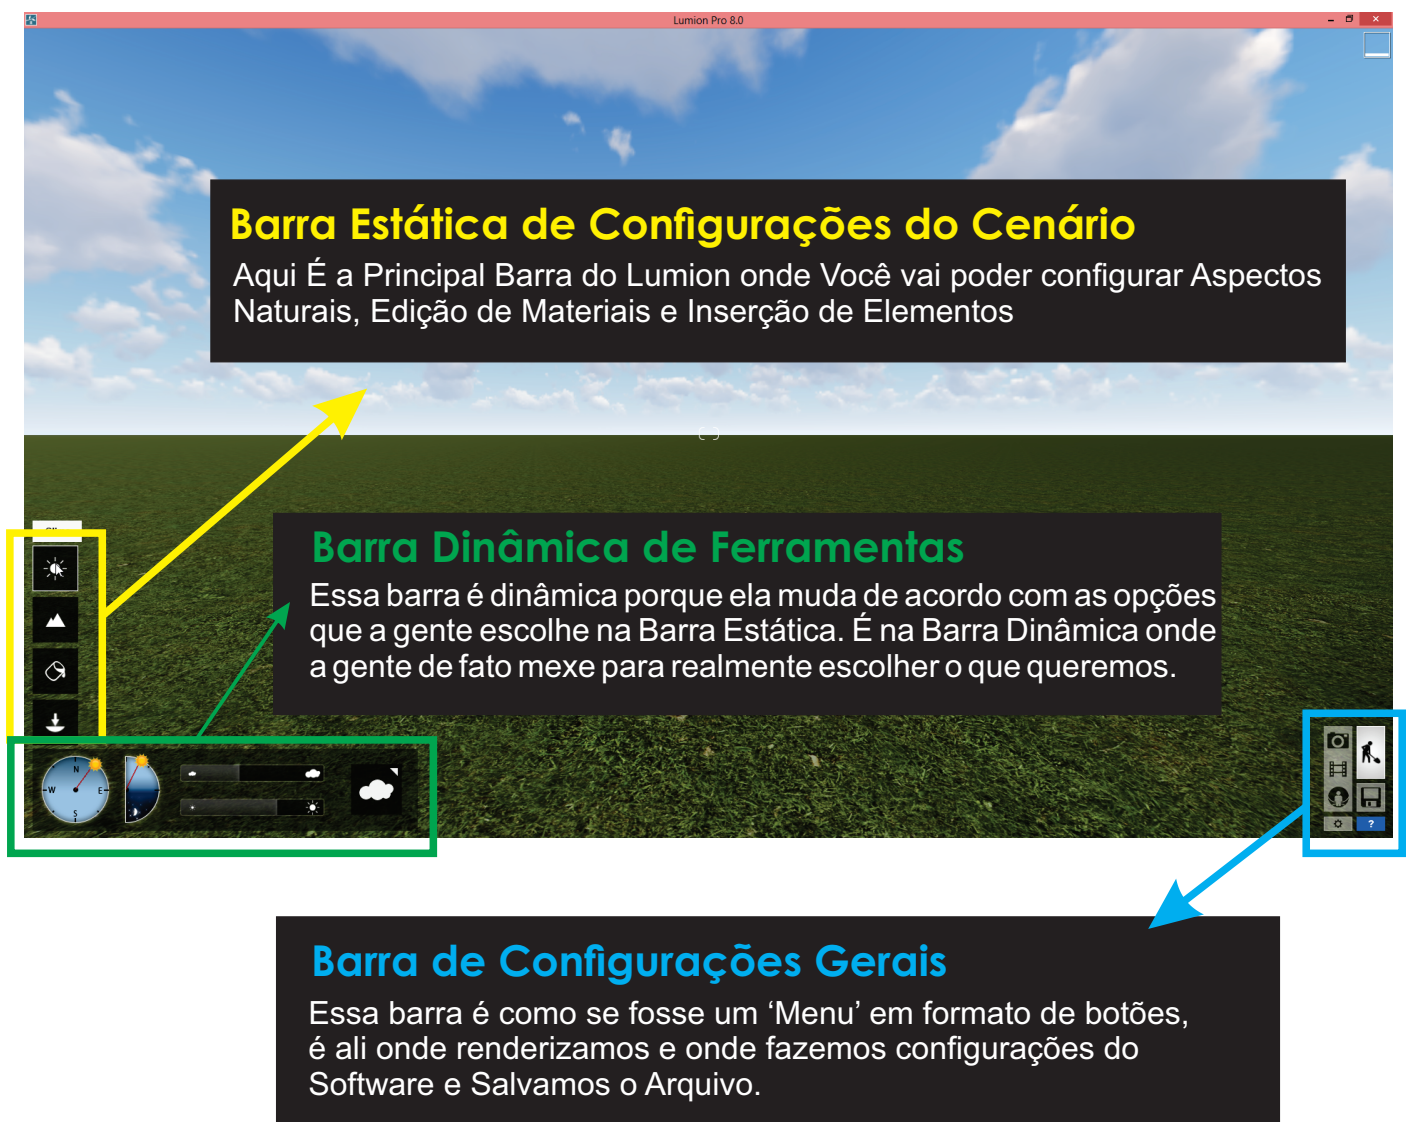 Lumion Pro 8.0
Barra Estática de Configurações do Cenário
Aqui É a Principal Barra do Lumion onde Você vai poder configurar Aspectos
Naturais, Edição de Materiais e Inserção de Elementos
Barra Dinâmica de Ferramentas
Essa barra é dinâmica porque ela muda de acordo com as opções
que a gente escolhe na Barra Estática. É na Barra Dinâmica onde
a gente de fato mexe para realmente escolher o que queremos.
N
W E
S
?
Barra de Configurações Gerais
Essa barra é como se fosse um ‘Menu’ em formato de botões,
é ali onde renderizamos e onde fazemos configurações do
Software e Salvamos o Arquivo.